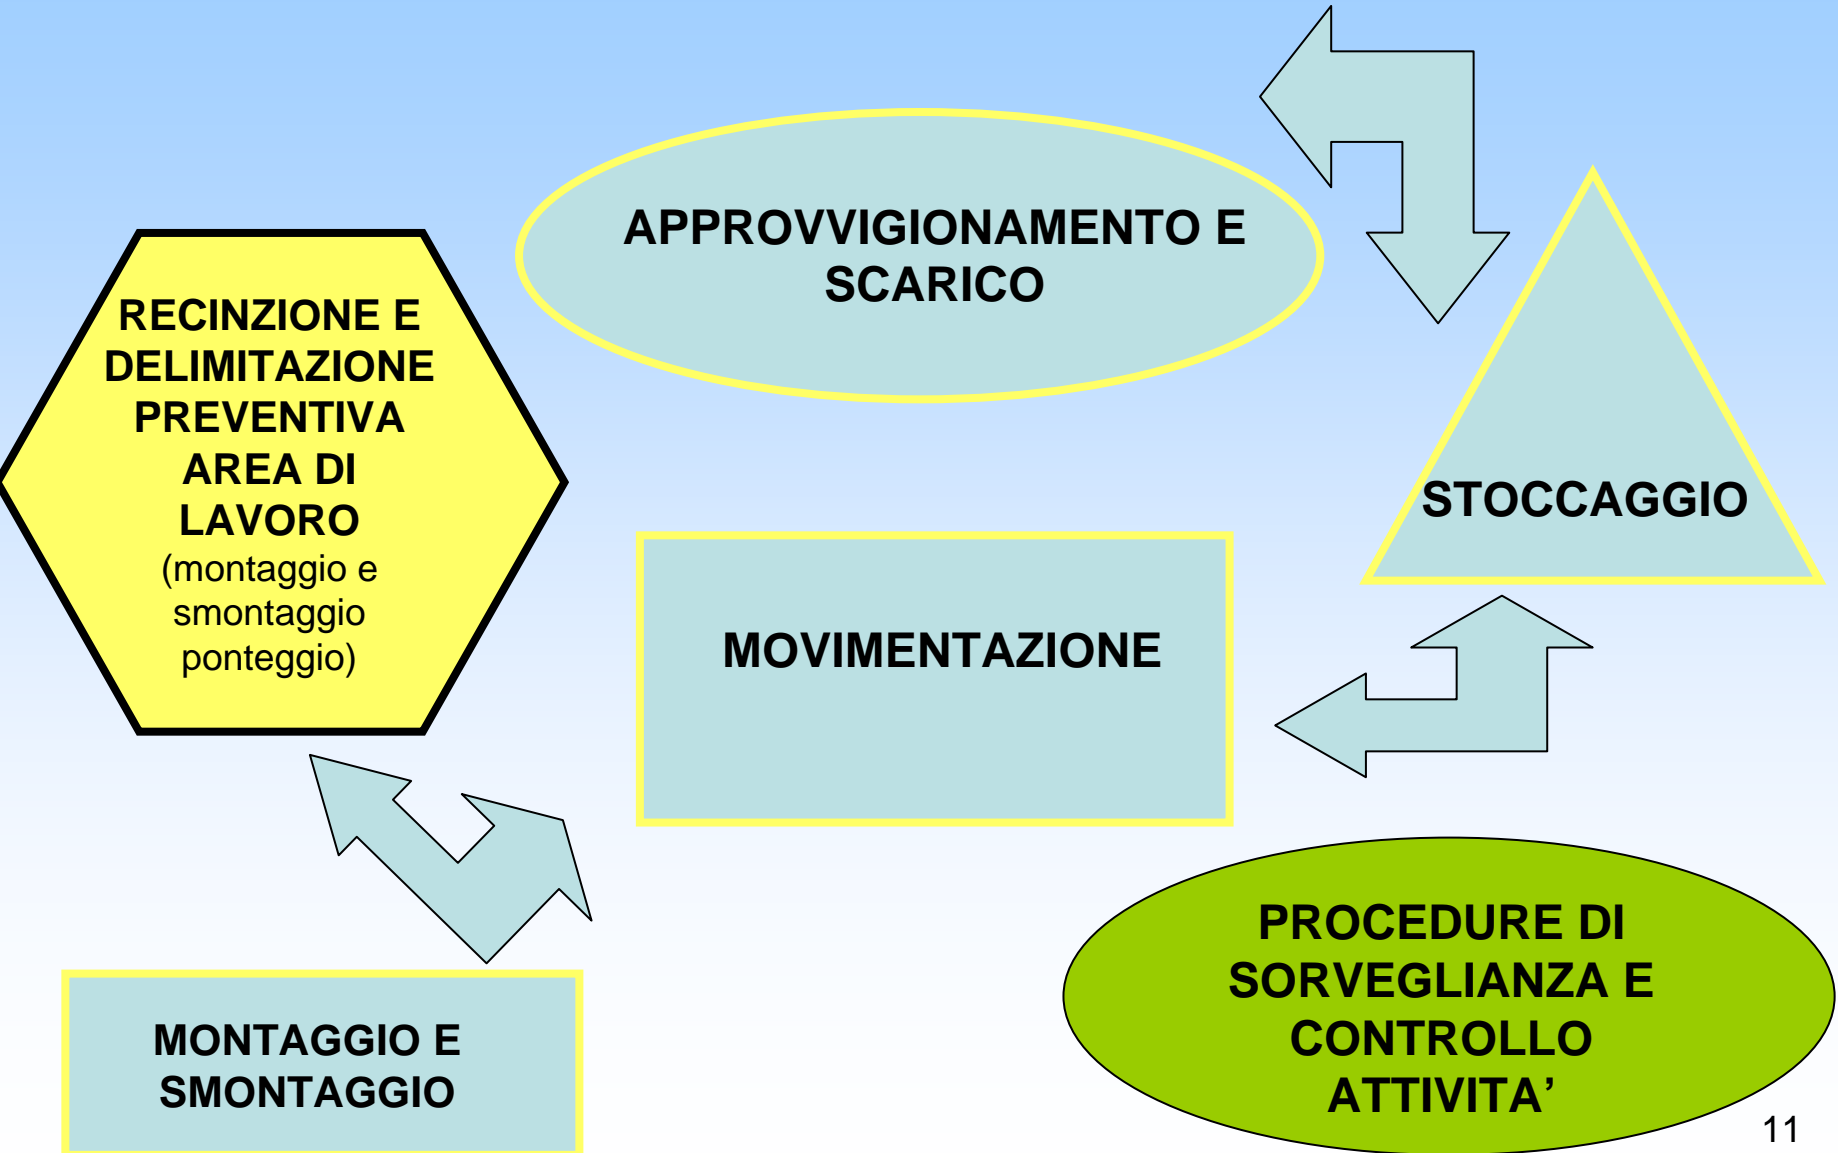 APPROVVIGIONAMENTO E
SCARICO
RECINZIONE E
DELIMITAZIONE
PREVENTIVA
AREA DI
LAVORO
(montaggio e
smontaggio
ponteggio)
STOCCAGGIO
MOVIMENTAZIONE
MONTAGGIO E
SMONTAGGIO
PROCEDURE DI
SORVEGLIANZA E
CONTROLLO
ATTIVITA’
11